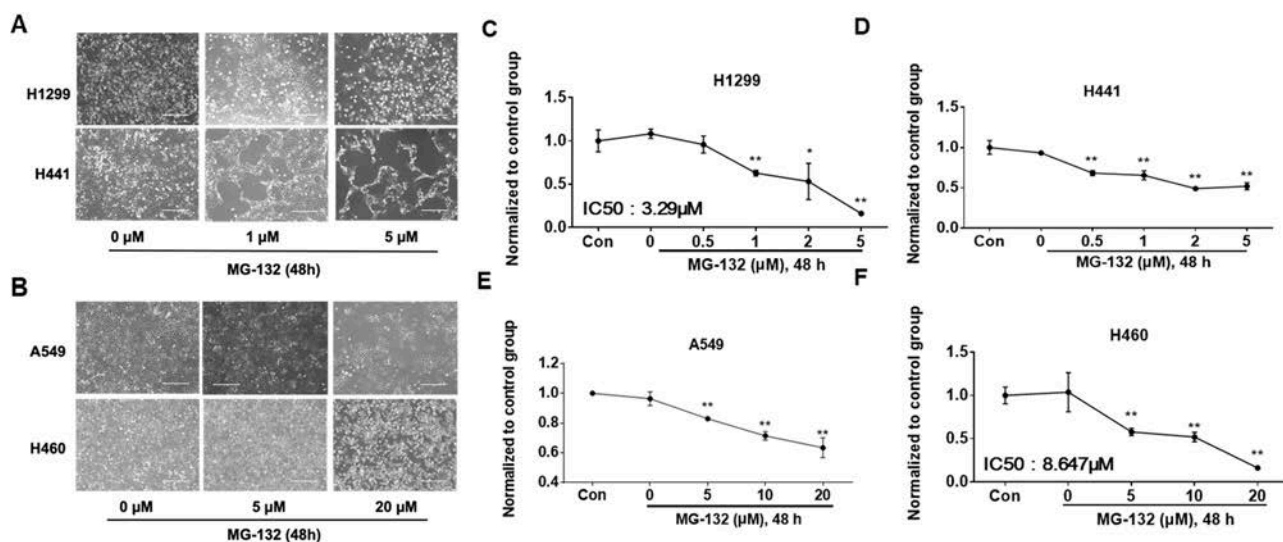 A
H1299
H441
0 μM
1 μM
5 μM
MG-132 (48h)
B
A549
H460
0 μM
5 μM
20 μM
MG-132 (48h)
C
H1299
Normalized to control group
1.5
1.0
0.5
0.0
**
*
**
IC50 : 3.29μM
Con
0
0.5
1
2
5
MG-132 (μM), 48 h
D
H441
Normalized to control group
1.5
1.0
0.5
0.0
**
**
**
**
Con
0
0.5
1
2
5
MG-132 (μM), 48 h
E
A549
Normalized to control group
1.2
1.0
0.8
0.6
0.4
**
**
**
Con
0
5
10
20
MG-132 (μM), 48 h
F
H460
Normalized to control group
1.5
1.0
0.5
0.0
**
**
**
IC50 : 8.647μM
Con
0
5
10
20
MG-132 (μM), 48 h